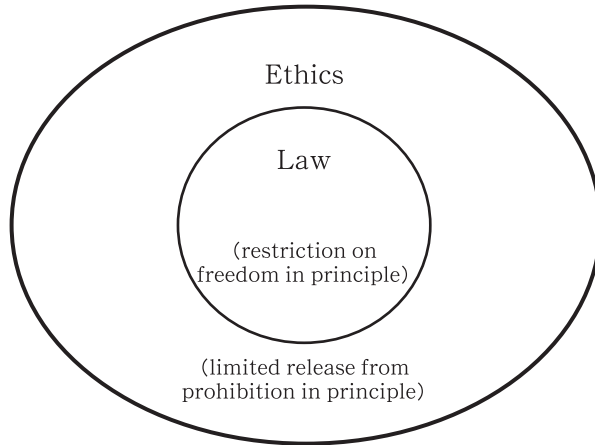 Ethics
Law
(restriction on
freedom in principle)
(limited release from
prohibition in principle)